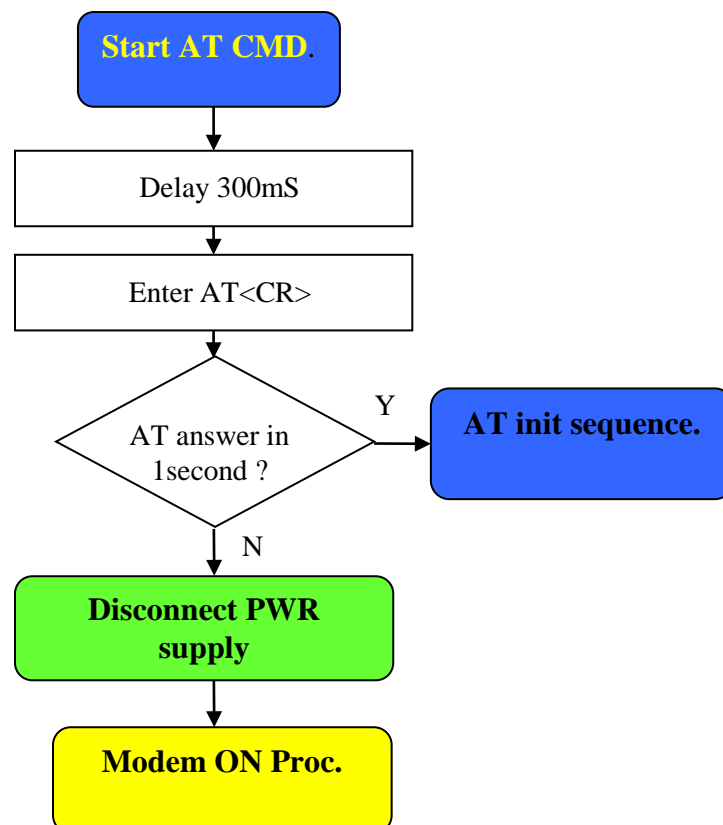 Start AT CMD.
Delay 300mS
Enter AT<CR>
AT answer in
1second ?
Y
AT init sequence.
N
Disconnect PWR
supply
Modem ON Proc.